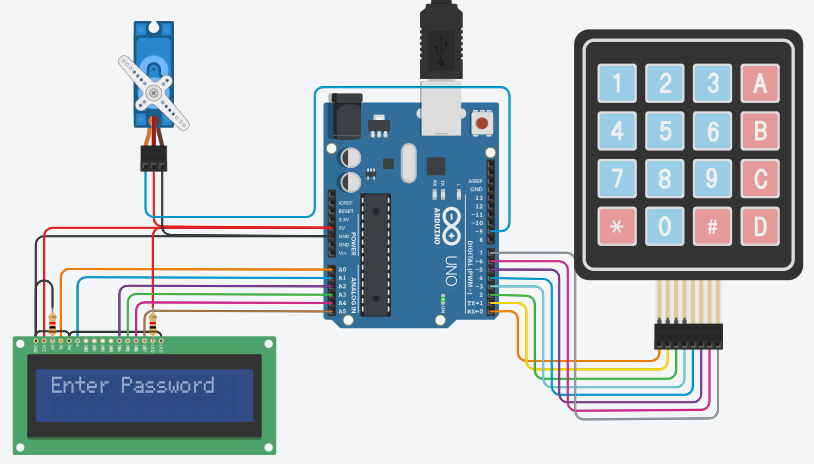 1 2 3 A
4 5 6 B
7 8 9 C
* 0 # D
IOREF
RESET
3.3V
5V
GND
GND
Vin
POWER
A0
A1
A2
A3
A4
A5
ANALOG IN
AREF
GND
13
12
~11
~10
~9
8
7
~6
~5
4
~3
2
TX→1
RX←0
DIGITAL (PWM~)
RX
TX
L
ARDUINO
UNO
ON
Enter Password